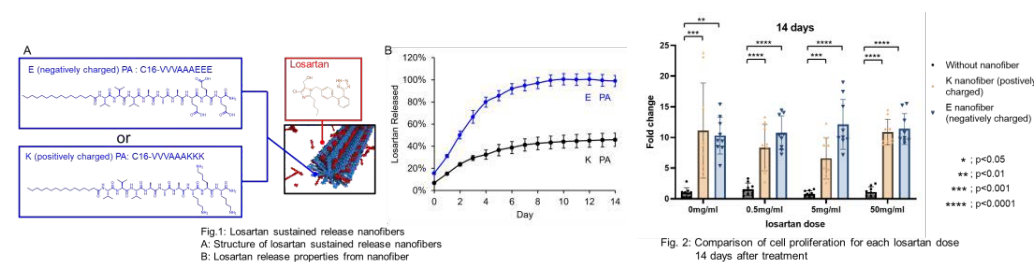 A
E (negatively charged) PA : C16-VVVAAAEEE
or
K (positively charged) PA: C16-VVVAAAKKK
Losartan
B
Losartan Released
120%
100%
80%
60%
40%
20%
0%
E PA
K PA
0 2 4 6 8 10 12 14
Day
Fig.1: Losartan sustained release nanofibers
A: Structure of losartan sustained release nanofibers
B: Losartan release properties from nanofiber
14 days
Fold change
25
20
15
10
5
0
**
***
****
****
****
***
****
****
0mg/ml 0.5mg/ml 5mg/ml 50mg/ml
losartan dose
Without nanofiber
K nanofiber (postively
charged)
E nanofiber
(negatively charged)
* ; p<0.05
** ; p<0.01
*** ; p<0.001
**** ; p<0.0001
Fig. 2: Comparison of cell proliferation for each losartan dose
14 days after treatment